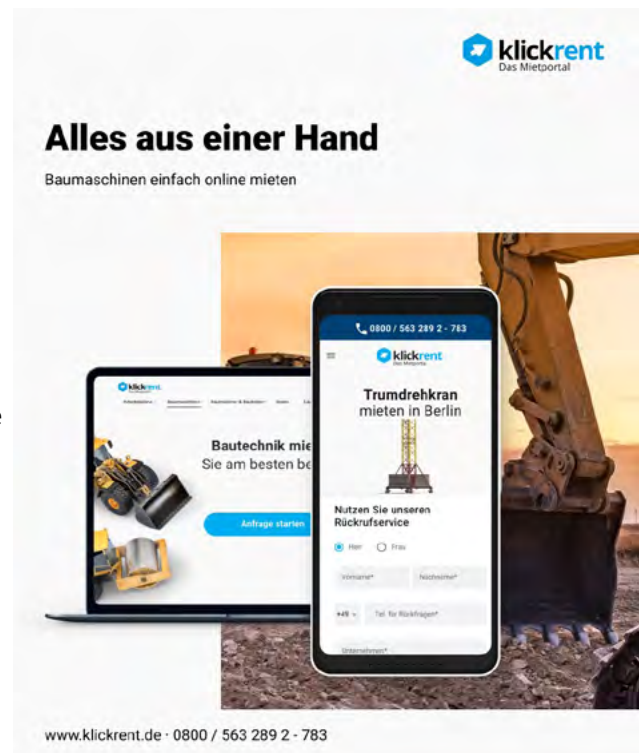 klickrent
Das Mietportal
Alles aus einer Hand
Baumaschinen einfach online mieten
e
klickrent
Baumaschinen
Bautechnik mie
Sie am besten be
Anfrage starten
0800 / 563 289 2 - 783
klickrent
Das Mietportal
Trumdrehkran
mieten in Berlin
Nutzen Sie unseren
Rückrufservice
Herr Frau
Vorname* Nachname*
+49 Tel. für Rückfragen*
Unternehmen*
www.klickrent.de · 0800 / 563 289 2 - 783